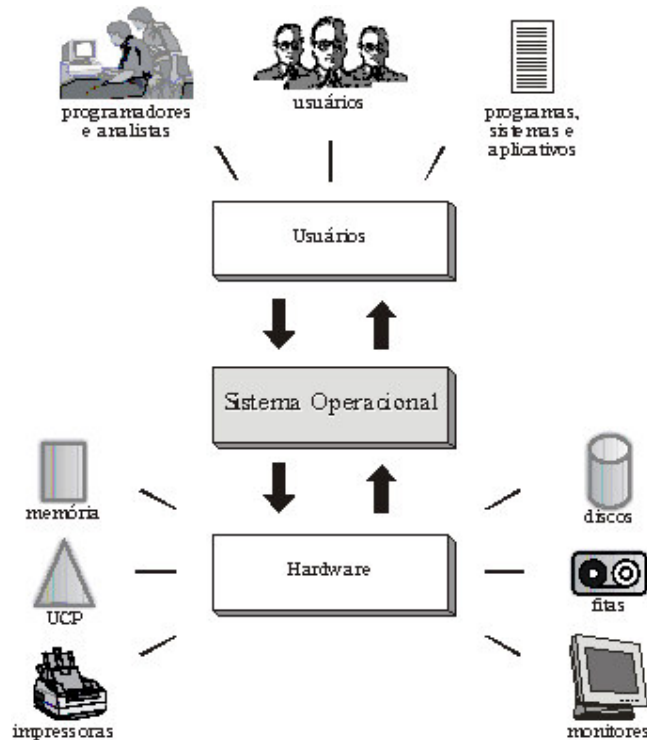 programadores
e analistas
usuários
programas,
sistemas e
aplicativos
Usuários
Sistema Operacional
memória
discos
Hardware
UCP
fitas
impressoras
monitores